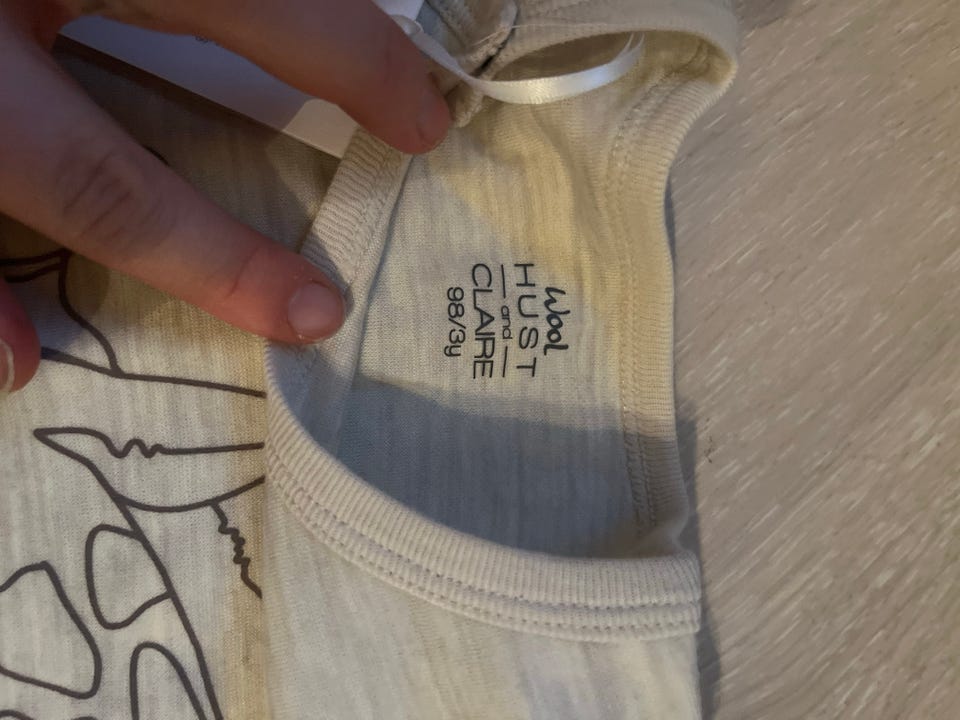 Wool
HUST
and
CLAIRE
98/3y